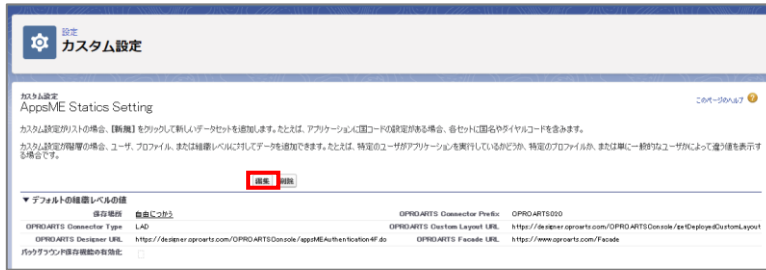 設定
カスタム設定
カスタム設定
AppsME Statics Setting
このページのヘルプ
カスタム設定がリストの場合、[新規] をクリックして新しいデータセットを追加します。たとえば、アプリケーションに国コードの設定がある場合、各セットに国名やダイヤルコードを含みます。
カスタム設定が階層の場合、ユーザ、プロファイル、または組織レベルに対してデータを追加できます。たとえば、特定のユーザがアプリケーションを実行しているかどうか、特定のプロファイルか、または単に一般的なユーザかによって違う値を表示す
る場合です。
編集 削除
▼ デフォルトの組織レベルの値
保存場所 自由につかう OPROARTS Connector Prefix OPROARTS020
OPROARTS Connector Type LAD OPROARTS Custom Layout URL https://designer.oproarts.com/OPROARTSConsole/getDeployedCustomLayout
OPROARTS Designer URL https://designer.oproarts.com/OPROARTSConsole/appsMEAuthentication4F.do OPROARTS Facade URL https://www.oproarts.com/Facade
バックグラウンド保存機能の有効化